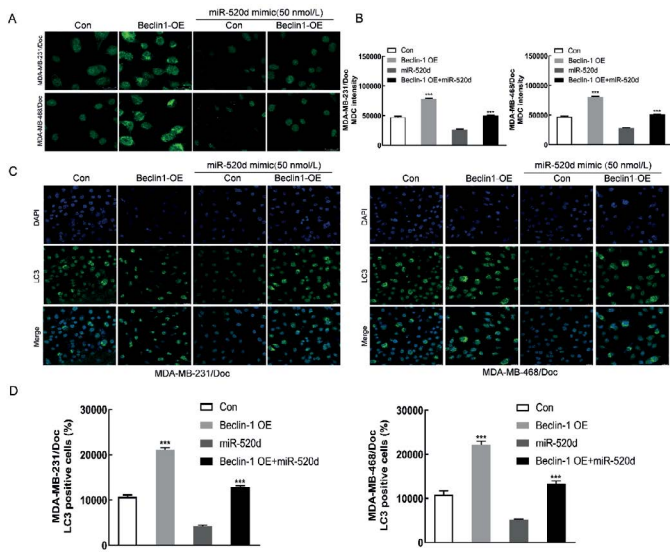 A
miR-520d mimic(50 nmol/L)
Con Beclin1-OE Con Beclin1-OE
MDA-MB-231/Doc
MDA-MB-468/Doc
B
Con
Beclin-1 OE
miR-520d
Beclin-1 OE+miR-520d
MDA-MB-231/Doc
MDC intensity
150000
100000
50000
0
***
***
Con
Beclin-1 OE
miR-520d
Beclin-1 OE+miR-520d
MDA-MB-468/Doc
MDC intensity
150000
100000
50000
0
***
***
C
miR-520d mimic(50 nmol/L)
Con Beclin1-OE Con Beclin1-OE
DAPI
LC3
Merge
MDA-MB-231/Doc
miR-520d mimic(50 nmol/L)
Con Beclin1-OE Con Beclin1-OE
DAPI
LC3
Merge
MDA-MB-468/Doc
D
MDA-MB-231/Doc
LC3 positive cells (%)
30000
20000
10000
0
***
***
Con
Beclin-1 OE
miR-520d
Beclin-1 OE+miR-520d
MDA-MB-468/Doc
LC3 positive cells (%)
30000
20000
10000
0
***
***
Con
Beclin-1 OE
miR-520d
Beclin-1 OE+miR-520d